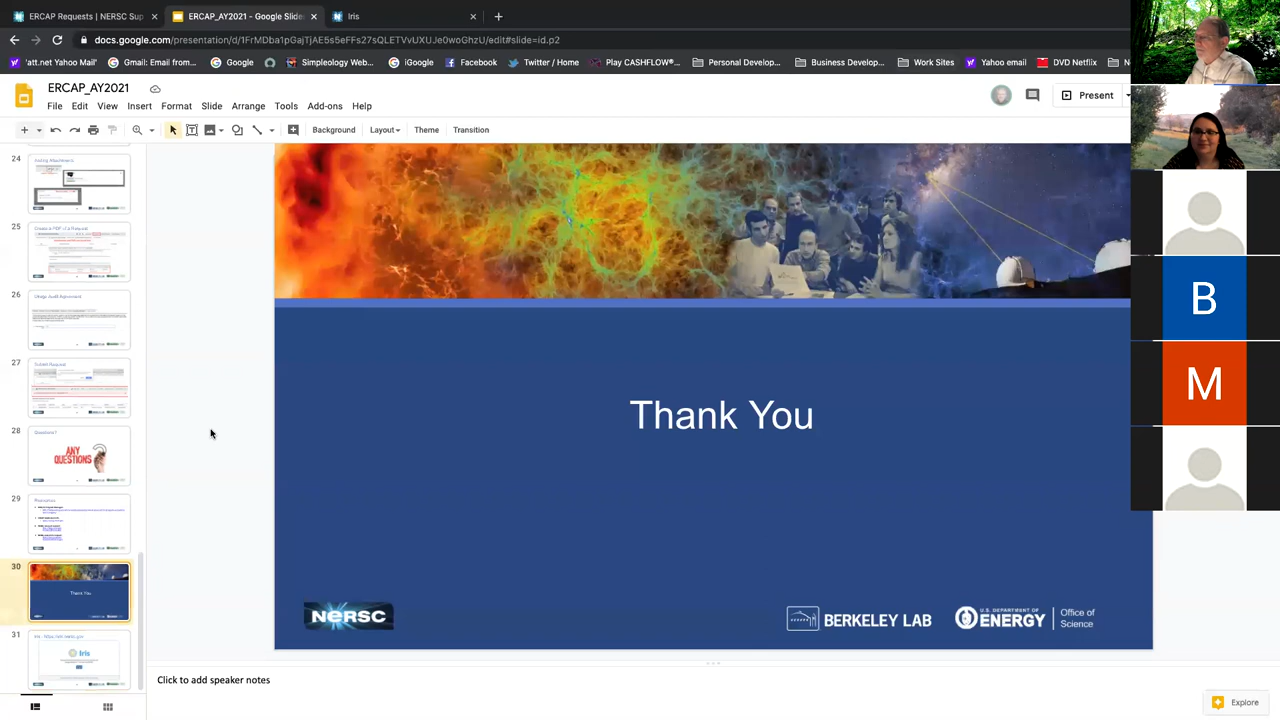 ERCAP Requests | NERSC Sup
ERCAP_AY2021 - Google Slide
Iris
docs.google.com/presentation/d/1FrMDba1pGajTjAE5s5eFFs27sQLETVvUXUJe0woGhzU/edit#slide=id.p2
'att.net Yahoo Mail
Gmail: Email from...
Google
Simpleology Web...
iGoogle
Facebook
Twitter / Home
Play CASHFLOW®...
Personal Develop...
Business Develop...
Work Sites
Yahoo email
DVD Netflix
ERCAP_AY2021
File Edit View Insert Format Slide Arrange Tools Add-ons Help
Present
Background Layout Theme Transition
24
25
26
27
Submit Request
28
Questions?
ANY
QUESTIONS
29
30
Thank You
31
Iris
Thank You
NERSC
BERKELEY LAB
U.S. DEPARTMENT OF
ENERGY
Office of
Science
B
M
Click to add speaker notes
Explore